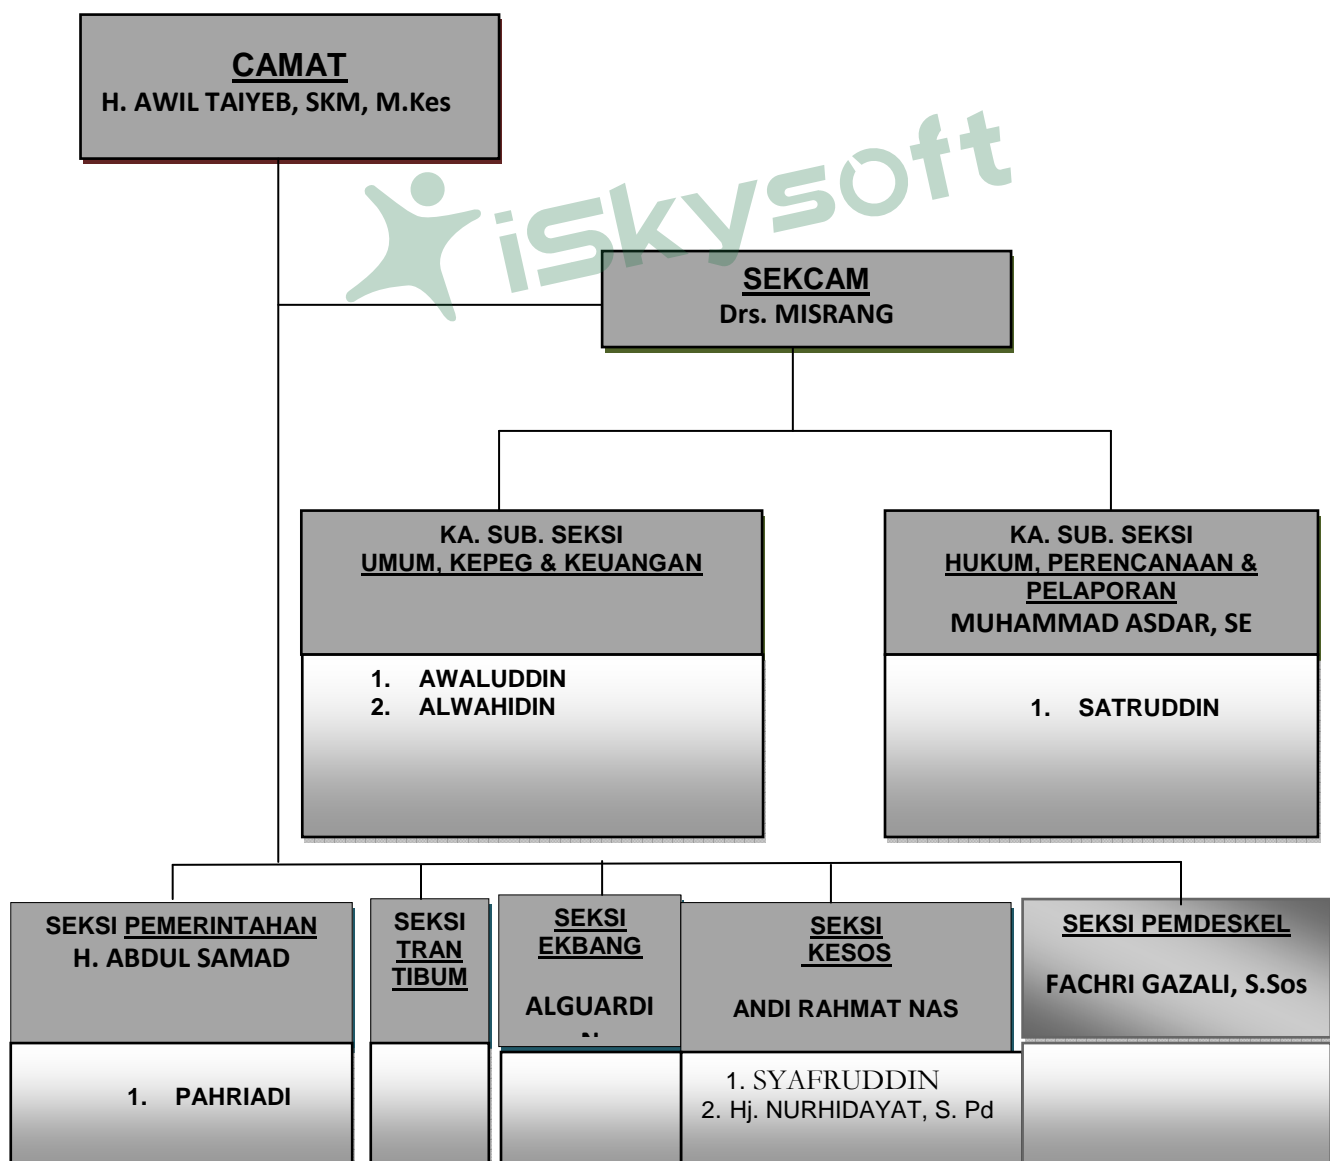 CAMAT
H. AWIL TAIYEB, SKM, M.Kes
iSkysoft
SEKCAM
Drs. MISRANG
KA. SUB. SEKSI
UMUM, KEPEG & KEUANGAN
1. AWALUDDIN
2. ALWAHIDIN
KA. SUB. SEKSI
HUKUM, PERENCANAAN &
PELAPORAN
MUHAMMAD ASDAR, SE
1. SATRUDDIN
SEKSI PEMERINTAHAN
H. ABDUL SAMAD
1. PAHRIADI
SEKSI
TRAN
TIBUM
SEKSI
EKBANG
ALGUARDI
SEKSI
KESOS
ANDI RAHMAT NAS
1. SYAFRUDDIN
2. Hj. NURHIDAYAT, S. Pd
SEKSI PEMDESKEL
FACHRI GAZALI, S.Sos